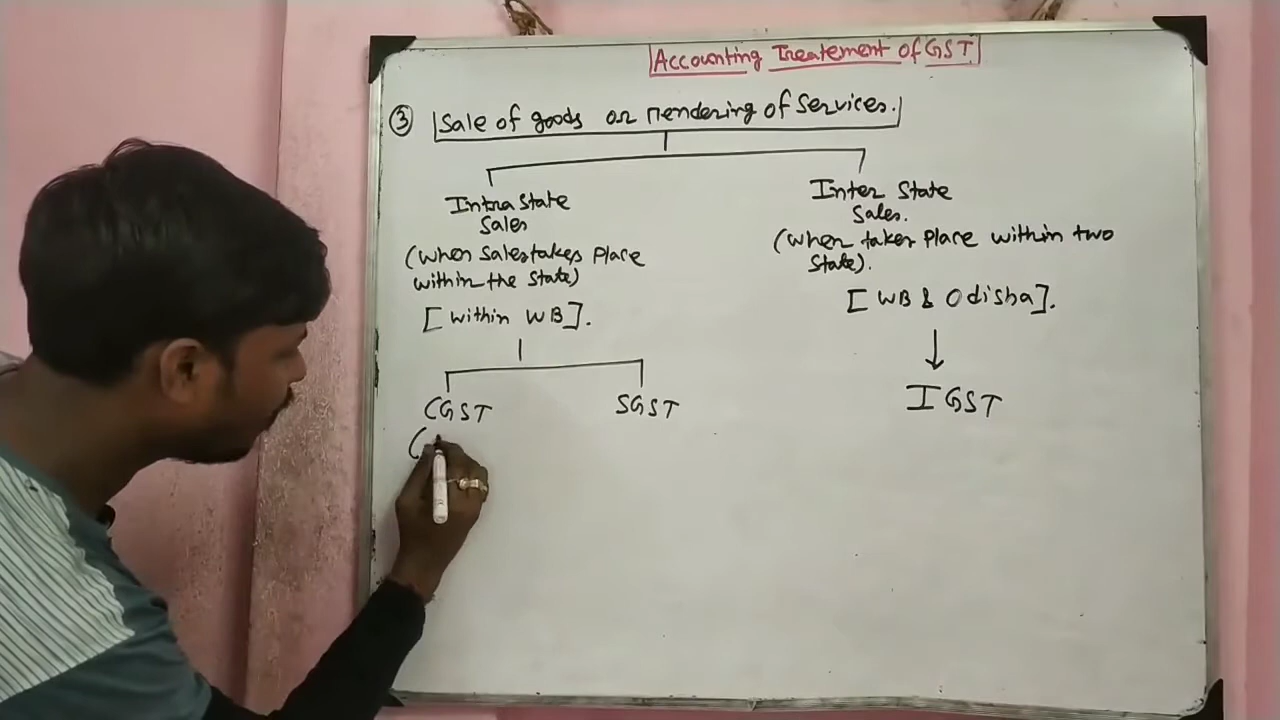 Accounting Treatement of GST
③ Sale of goods or rendering of Services.
Intra State
Sales
(when sales takes place
within the State)
[within WB].
CGST
SGST
(
Inter State
Sales.
(when takes place within two
State).
[WB & Odisha].
IGST